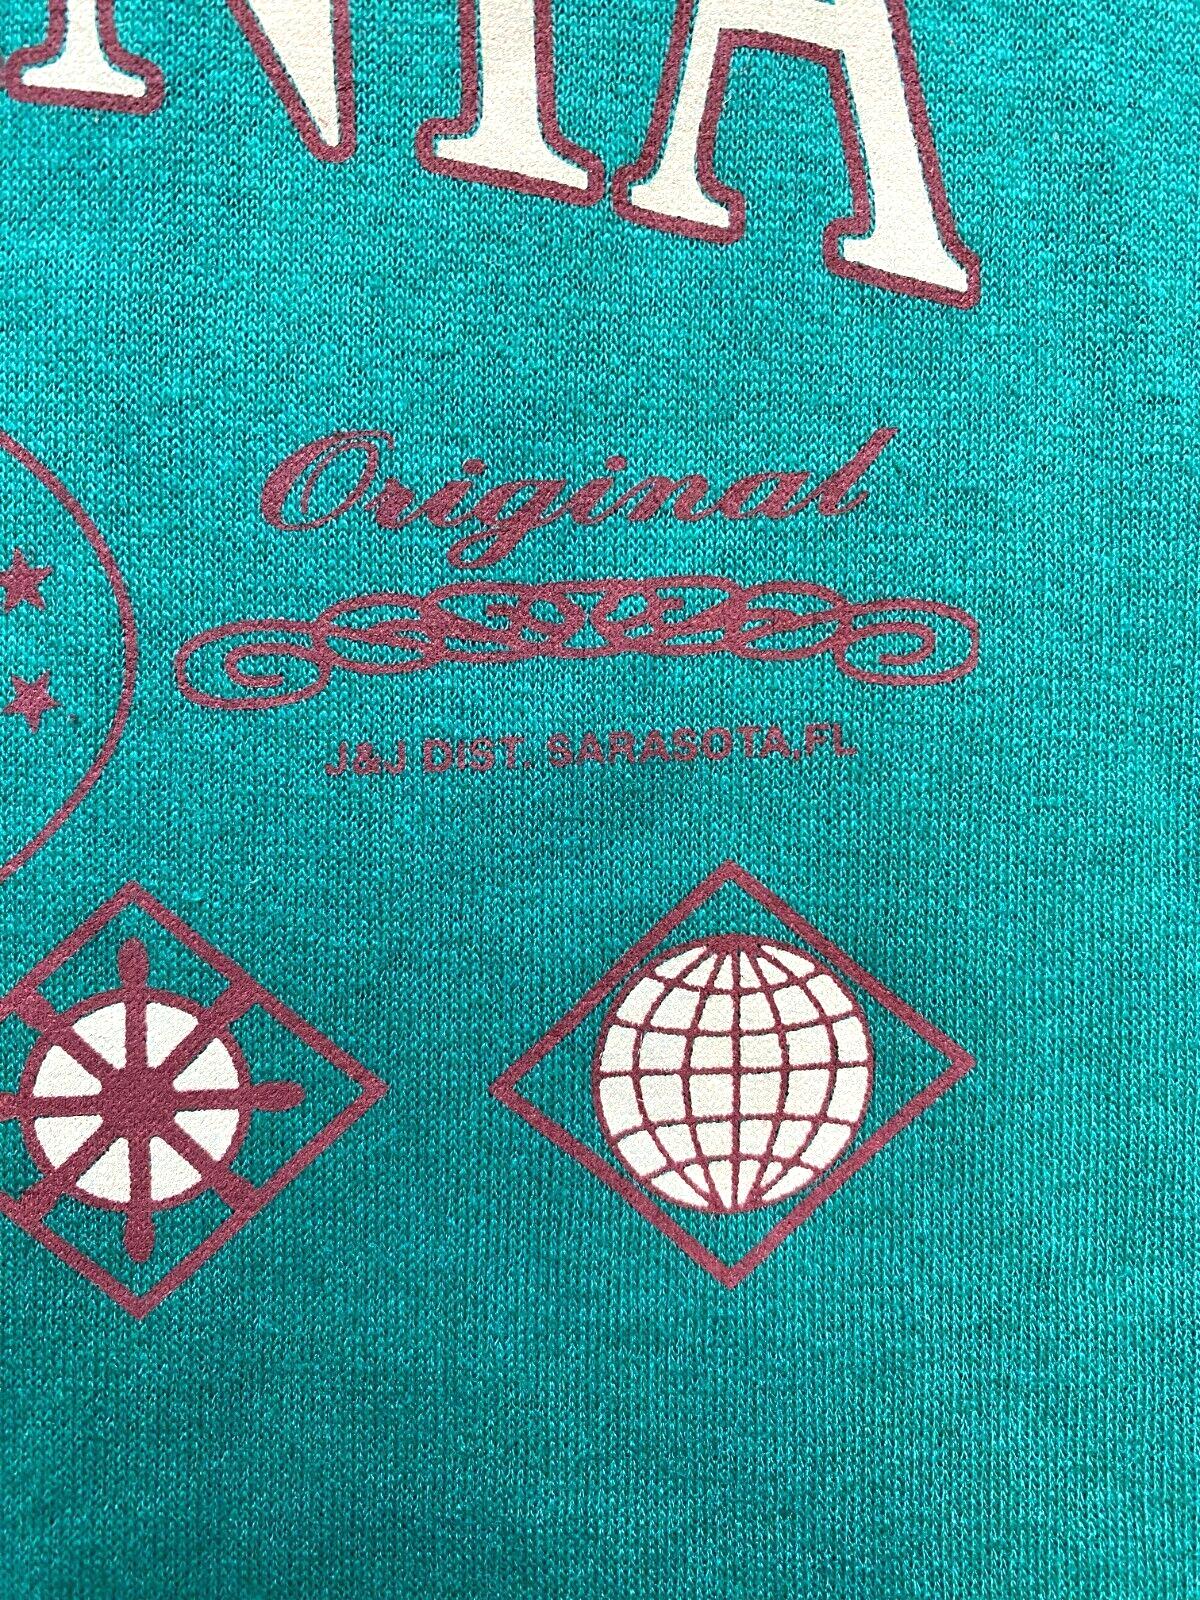 NIA
Original
J&J DIST. SARASOTA,FL